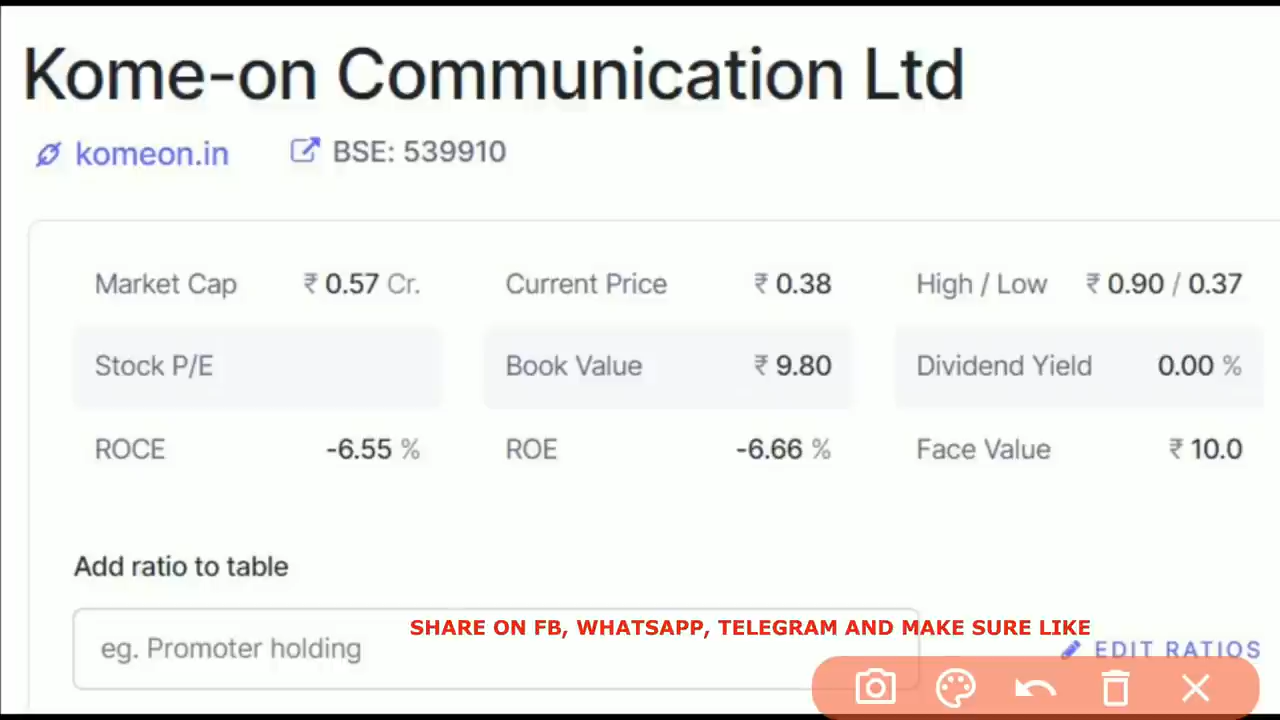 Kome-on Communication Ltd
komeon.in BSE: 539910
Market Cap ₹ 0.57 Cr. Current Price ₹ 0.38 High / Low ₹ 0.90 / 0.37
Stock P/E Book Value ₹ 9.80 Dividend Yield 0.00 %
ROCE -6.55 % ROE -6.66 % Face Value ₹ 10.0
Add ratio to table
SHARE ON FB, WHATSAPP, TELEGRAM AND MAKE SURE LIKE
eg. Promoter holding EDIT RATIOS